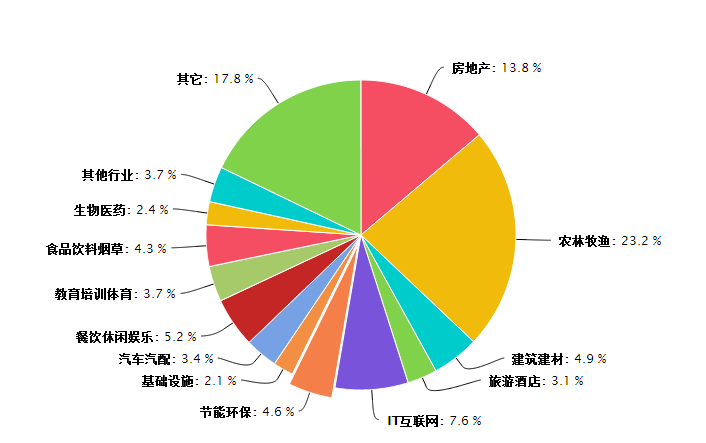 其它: 17.8 %
房地产: 13.8 %
其他行业: 3.7 %
生物医药: 2.4 %
农林牧渔: 23.2 %
食品饮料烟草: 4.3 %
教育培训体育: 3.7 %
餐饮休闲娱乐: 5.2 %
汽车汽配: 3.4 %
建筑建材: 4.9 %
基础设施: 2.1 %
旅游酒店: 3.1 %
节能环保: 4.6 %
IT互联网: 7.6 %